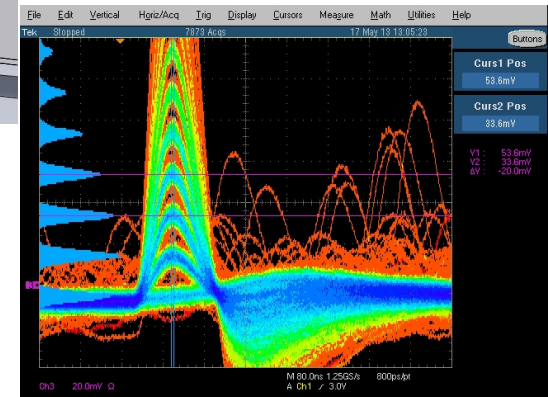 File Edit Vertical Horiz/Acq Trig Display Cursors Measure Math Utilities Help
Tek Stopped 7873 Acqs 17 May 13 13:05:23
Buttons
Curs1 Pos
53.6mV
Curs2 Pos
33.6mV
V1 : 53.6mV
V2 : 33.6mV
ΔV : -20.0mV
Ch3 20.0mV Ω
M 80.0ns 1.25GS/s 800ps/pt
A Ch1 / 3.0V